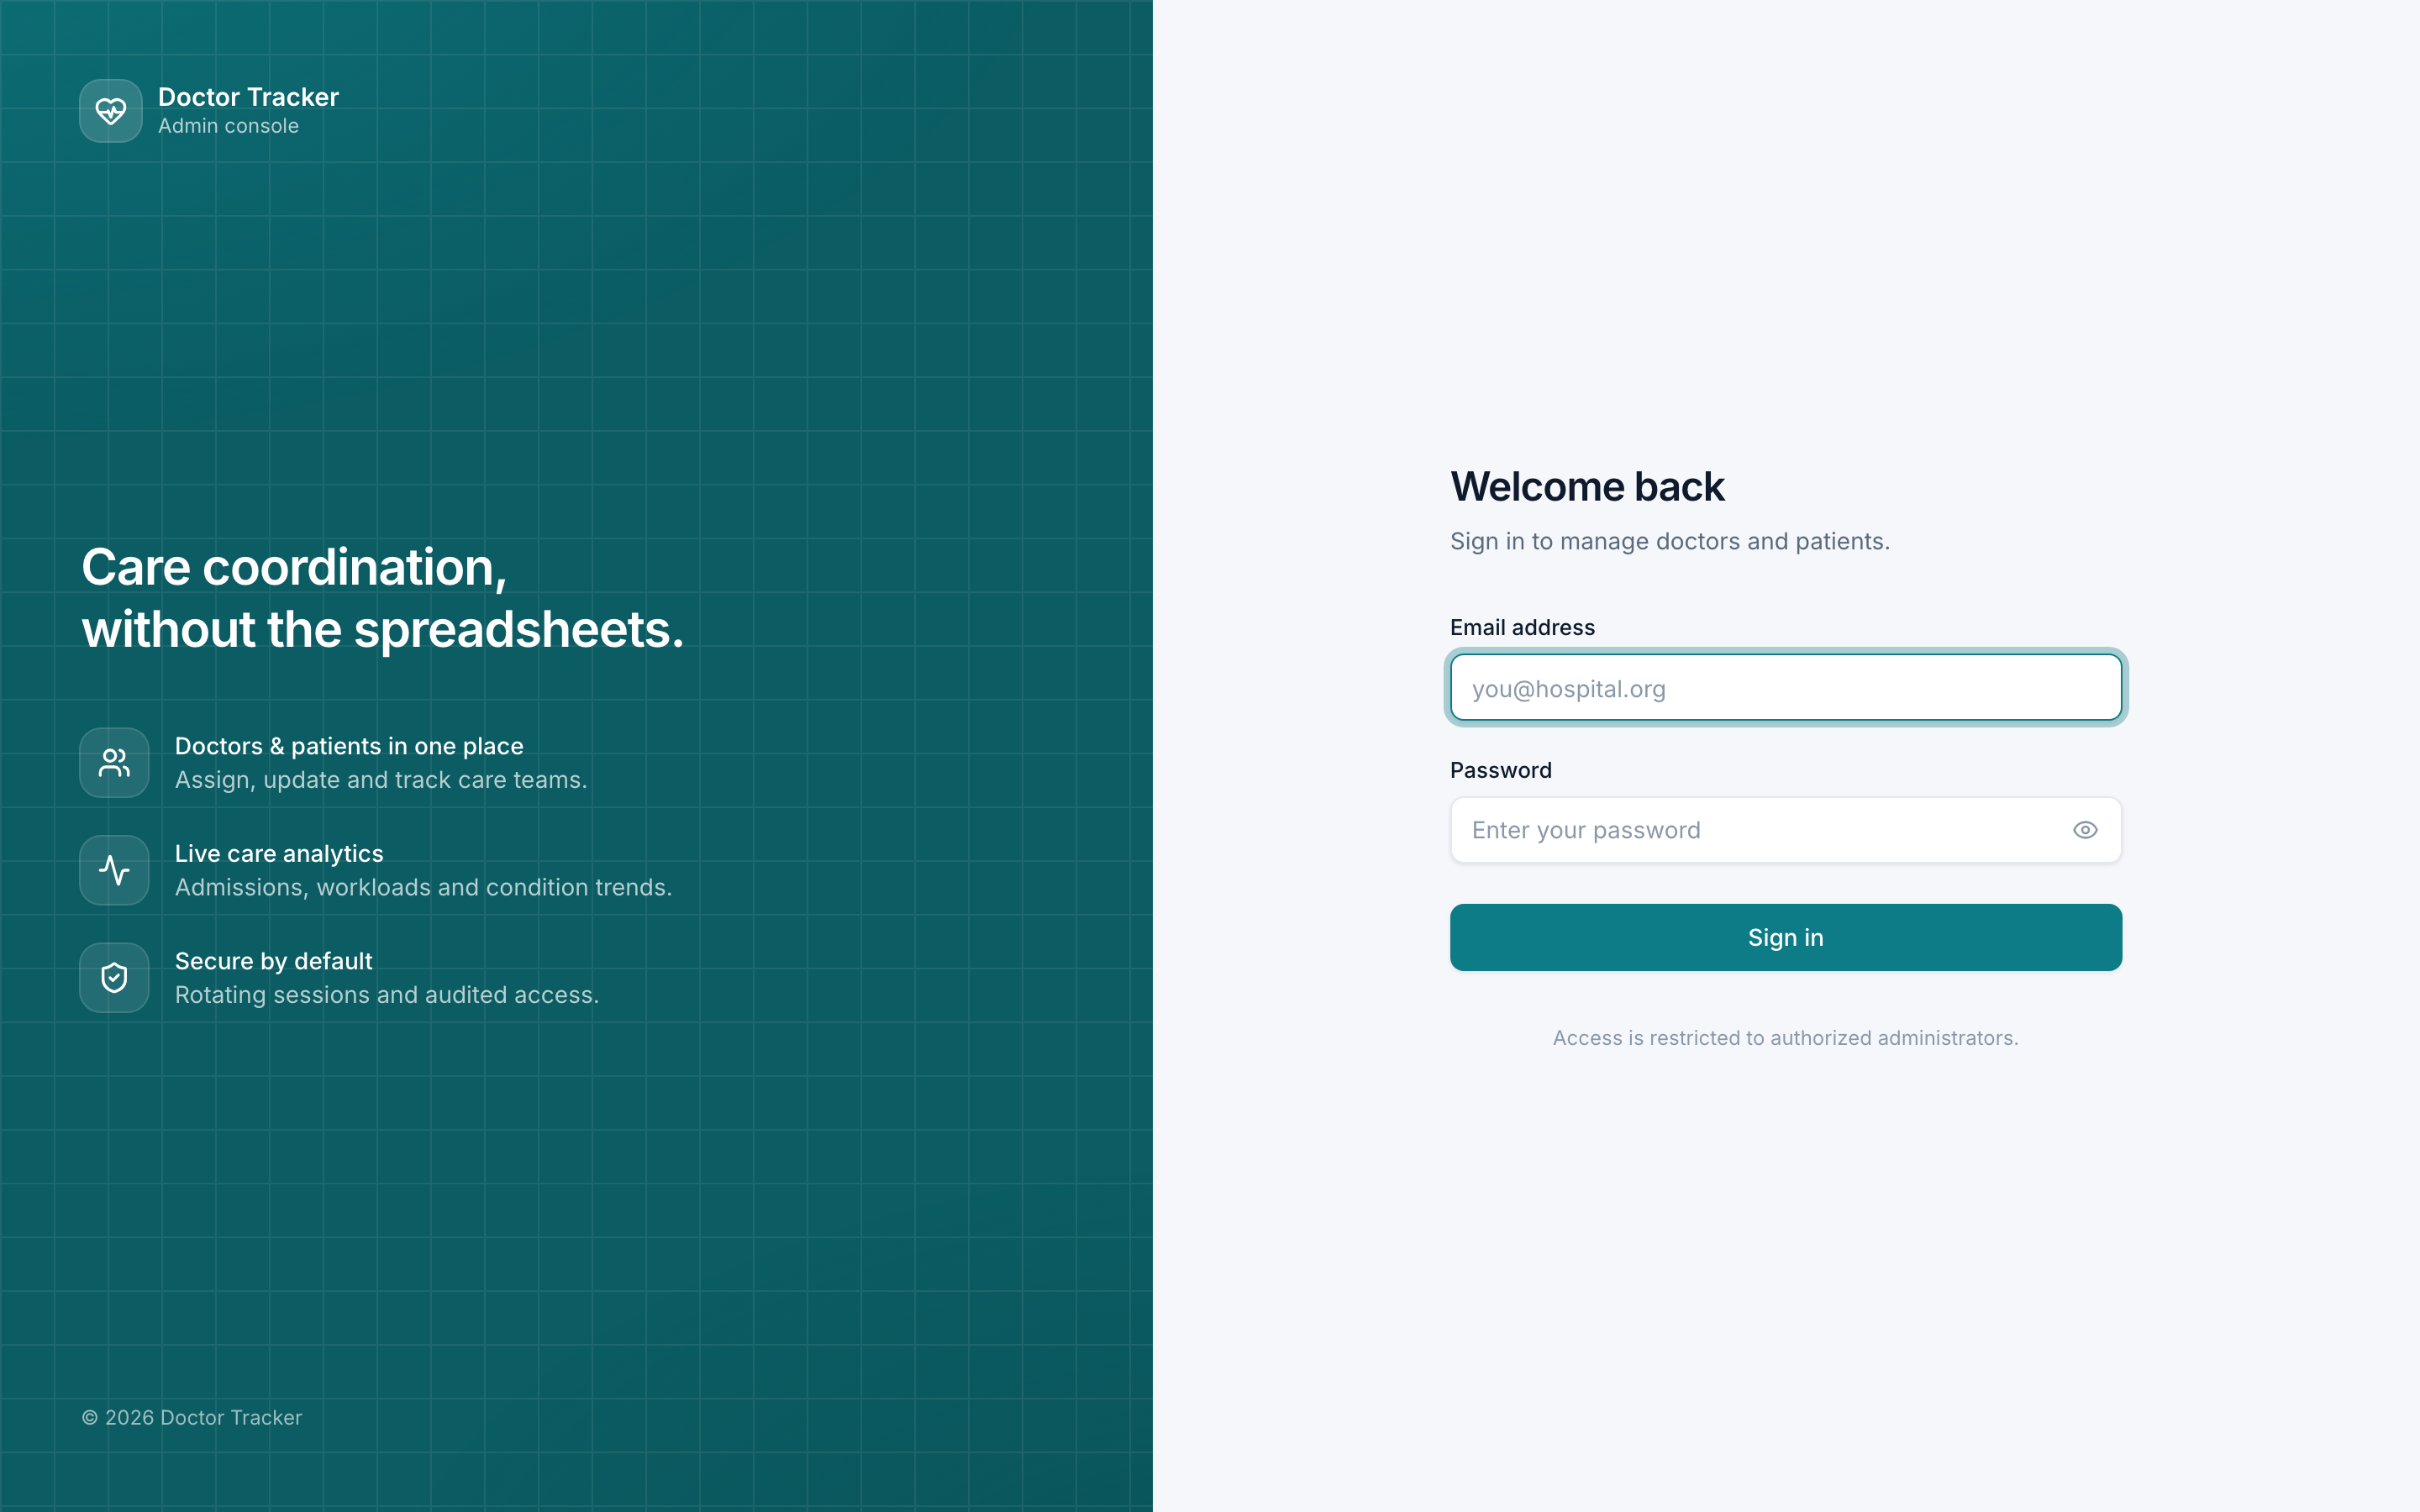 Doctor Tracker
Admin console
Care coordination,
without the spreadsheets.
Doctors & patients in one place
Assign, update and track care teams.
Live care analytics
Admissions, workloads and condition trends.
Secure by default
Rotating sessions and audited access.
© 2026 Doctor Tracker
Welcome back
Sign in to manage doctors and patients.
Email address
you@hospital.org
Password
Enter your password
Sign in
Access is restricted to authorized administrators.